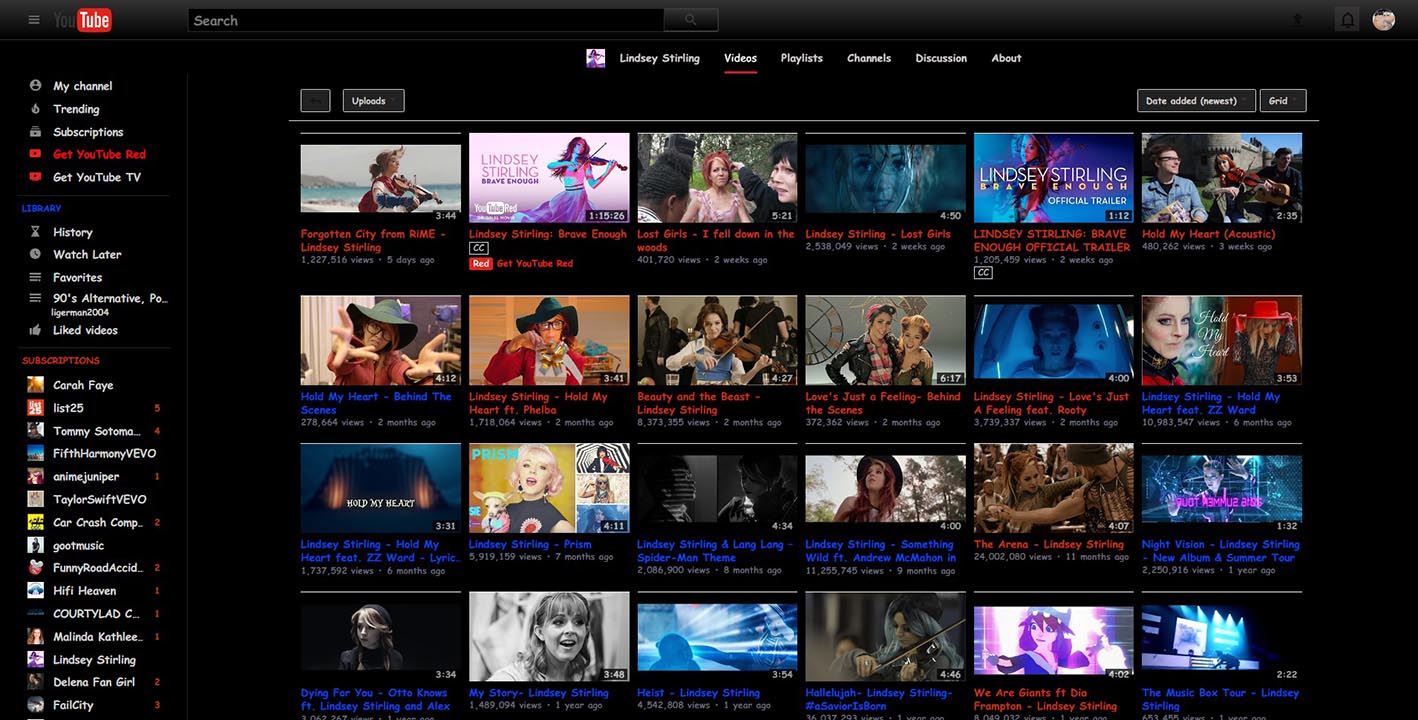 YouTube
Search
Lindsey Stirling
Videos
Playlists
Channels
Discussion
About
My channel
Trending
Subscriptions
Get YouTube Red
Get YouTube TV
LIBRARY
History
Watch Later
Favorites
90's Alternative, Po...
ligerman2004
Liked videos
SUBSCRIPTIONS
Carah Faye
list25 5
Tommy Sotoma... 4
FifthHarmonyVEVO
animejuniper 1
TaylorSwiftVEVO
Car Crash Comp.. 2
gootmusic
FunnyRoadAccid.. 2
Hifi Heaven 1
COURTYLAD C... 1
Malinda Kathlee.. 1
Lindsey Stirling
Delena Fan Girl 2
FailCity 3
Uploads
Date added (newest)
Grid
3:44
Forgotten City from RiME -
Lindsey Stirling
1,227,516 views • 5 days ago
LINDSEY
STIRLING
BRAVE ENOUGH
YouTube Red
ORIGINAL MOVIE
1:15:26
Lindsey Stirling: Brave Enough
CC
Red Get YouTube Red
5:21
Lost Girls - I fell down in the
woods
401,720 views • 2 weeks ago
4:50
Lindsey Stirling - Lost Girls
2,538,049 views • 2 weeks ago
LINDSEY STIRLING
BRAVE ENOUGH
OFFICIAL TRAILER
1:12
LINDSEY STIRLING: BRAVE
ENOUGH OFFICIAL TRAILER
1,205,459 views • 2 weeks ago
CC
2:35
Hold My Heart (Acoustic)
480,262 views • 3 weeks ago
4:12
Hold My Heart - Behind The
Scenes
278,664 views • 2 months ago
3:41
Lindsey Stirling - Hold My
Heart ft. Phelba
1,718,064 views • 2 months ago
4:27
Beauty and the Beast -
Lindsey Stirling
8,373,355 views • 2 months ago
6:17
Love's Just a Feeling- Behind
the Scenes
372,362 views • 2 months ago
4:00
Lindsey Stirling - Love's Just
A Feeling feat. Rooty
3,739,337 views • 2 months ago
Hold
My
Heart
3:53
Lindsey Stirling - Hold My
Heart feat. ZZ Ward
10,983,547 views • 6 months ago
HOLD MY HEART
3:31
Lindsey Stirling - Hold My
Heart feat. ZZ Ward - Lyric..
1,737,592 views • 6 months ago
PRISM
4:11
Lindsey Stirling - Prism
5,919,159 views • 7 months ago
4:34
Lindsey Stirling & Lang Lang -
Spider-Man Theme
2,086,900 views • 8 months ago
4:00
Lindsey Stirling - Something
Wild ft. Andrew McMahon in
11,255,745 views • 9 months ago
4:07
The Arena - Lindsey Stirling
24,002,080 views • 11 months ago
2016 SUMMER TOUR
1:32
Night Vision - Lindsey Stirling
- New Album & Summer Tour
2,250,916 views • 1 year ago
3:34
Dying For You - Otto Knows
ft. Lindsey Stirling and Alex
3,062,267 views • 1 year ago
3:48
My Story- Lindsey Stirling
1,489,094 views • 1 year ago
3:54
Heist - Lindsey Stirling
4,542,808 views • 1 year ago
4:46
Hallelujah- Lindsey Stirling-
#aSaviorIsBorn
36,037,293 views • 1 year ago
4:02
We Are Giants ft Dia
Frampton - Lindsey Stirling
8,049,032 views • 1 year ago
2:22
The Music Box Tour - Lindsey
Stirling
653,455 views • 1 year ago